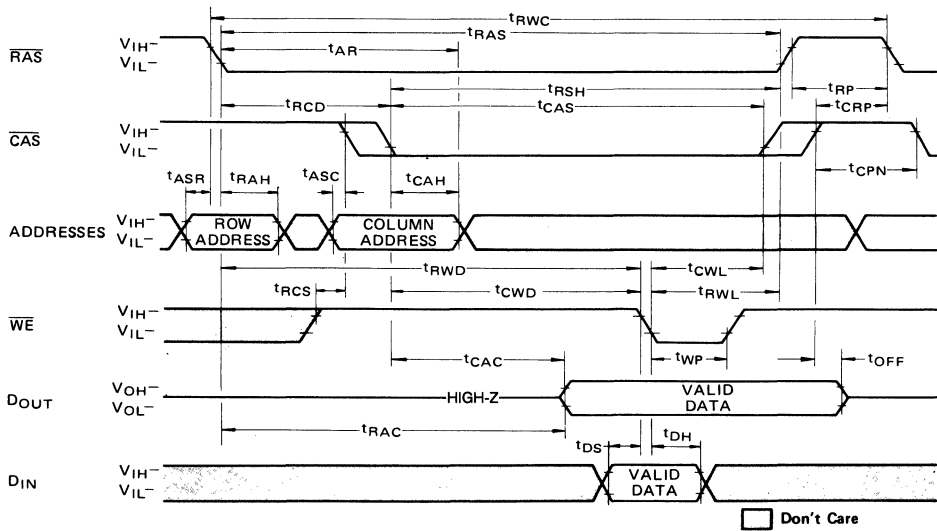 tRWC
tRAS
tAR
RAS
VIH–
VIL–
tRSH
tRP
tRCD
tCAS
tCRP
CAS
VIH–
VIL–
tASR
tRAH
tASC
tCAH
tCPN
ADDRESSES
VIH–
VIL–
ROW
ADDRESS
COLUMN
ADDRESS
tRWD
tCWL
tRCS
tCWD
tRWL
WE
VIH–
VIL–
tCAC
tWP
tOFF
DOUT
VOH–
VOL–
HIGH-Z
VALID
DATA
tRAC
tDS
tDH
DIN
VIH–
VIL–
VALID
DATA
Don't Care